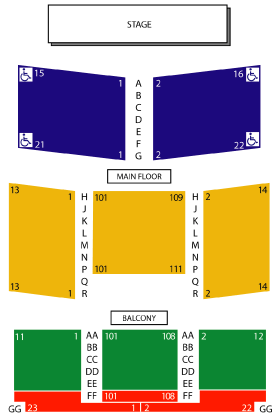 STAGE
15 1 A 2 16
B
C
D
E
F
21 1 G 2 22
MAIN FLOOR
13 1 H 101 109 H 2 14
J J
K K
L L
M M
N N
P 101 111 P
Q Q
13 1 R R 2 14
BALCONY
11 1 AA 101 108 AA 2 12
BB BB
CC CC
DD DD
EE EE
FF 101 108 FF
GG 23 1 2 22 GG